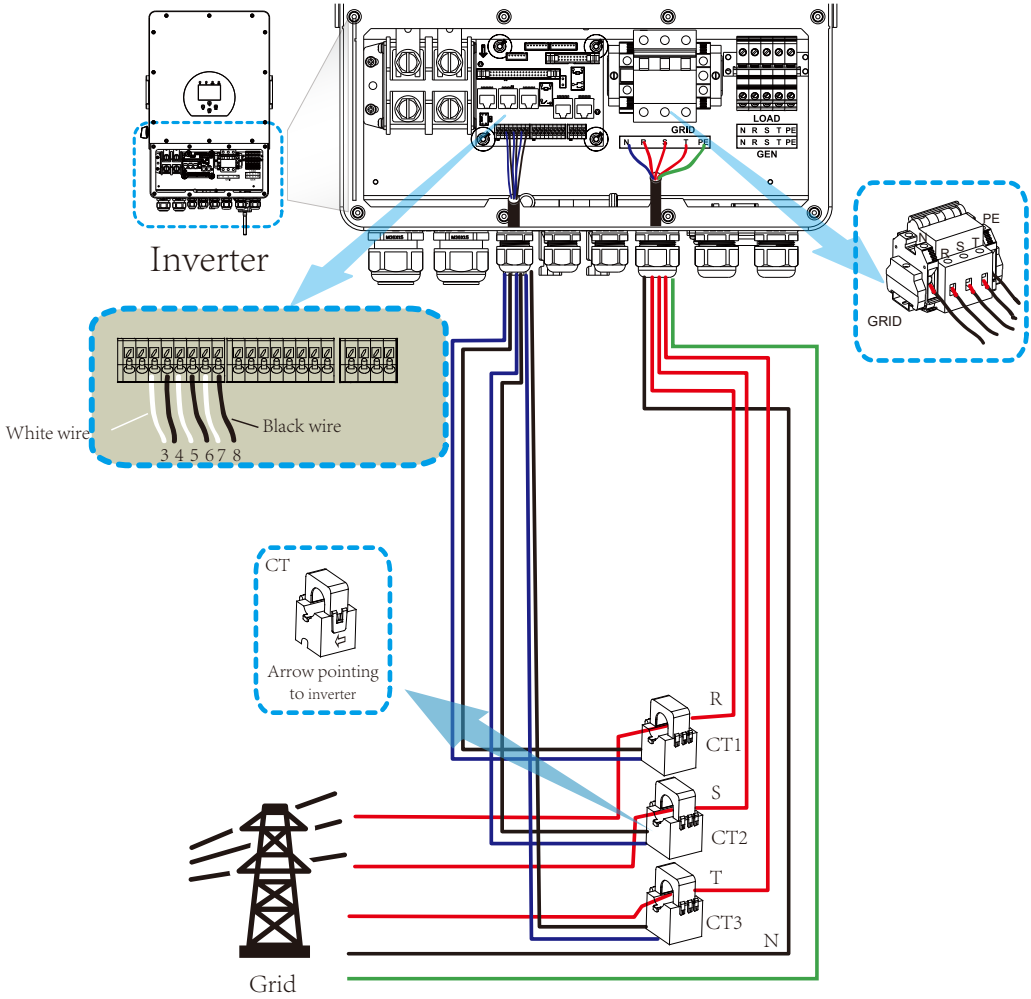 LOAD
N R S T PE
GEN
GRID
N R S T PE
Inverter
N
PE
R S T
GRID
White wire
Black wire
3 4 5 6 7 8
CT
Arrow pointing
to inverter
R
CT1
S
CT2
T
CT3
N
Grid